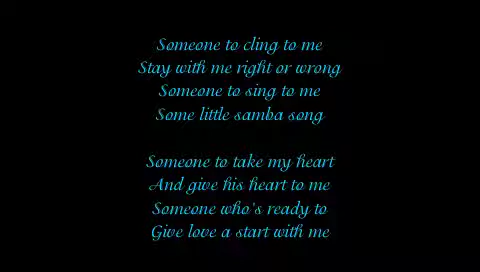 Someone to cling to me
Stay with me right or wrong
Someone to sing to me
Some little samba song
Someone to take my heart
And give his heart to me
Someone who's ready to
Give love a start with me